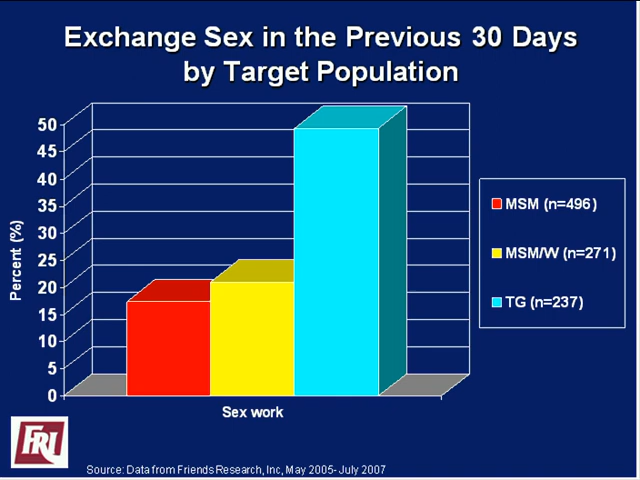 Exchange Sex in the Previous 30 Days
by Target Population
Percent (%)
50
45
40
35
30
25
20
15
10
5
0
Sex work
MSM (n=496)
MSM/W (n=271)
TG (n=237)
FRI
Source: Data from Friends Research, Inc, May 2005- July 2007